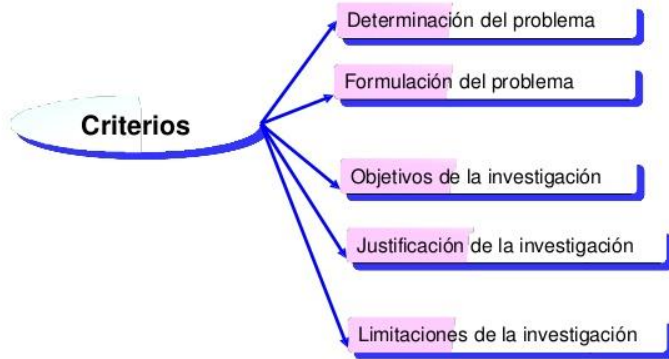 Determinación del problema
Formulación del problema
Criterios
Objetivos de la investigación
Justificación de la investigación
Limitaciones de la investigación